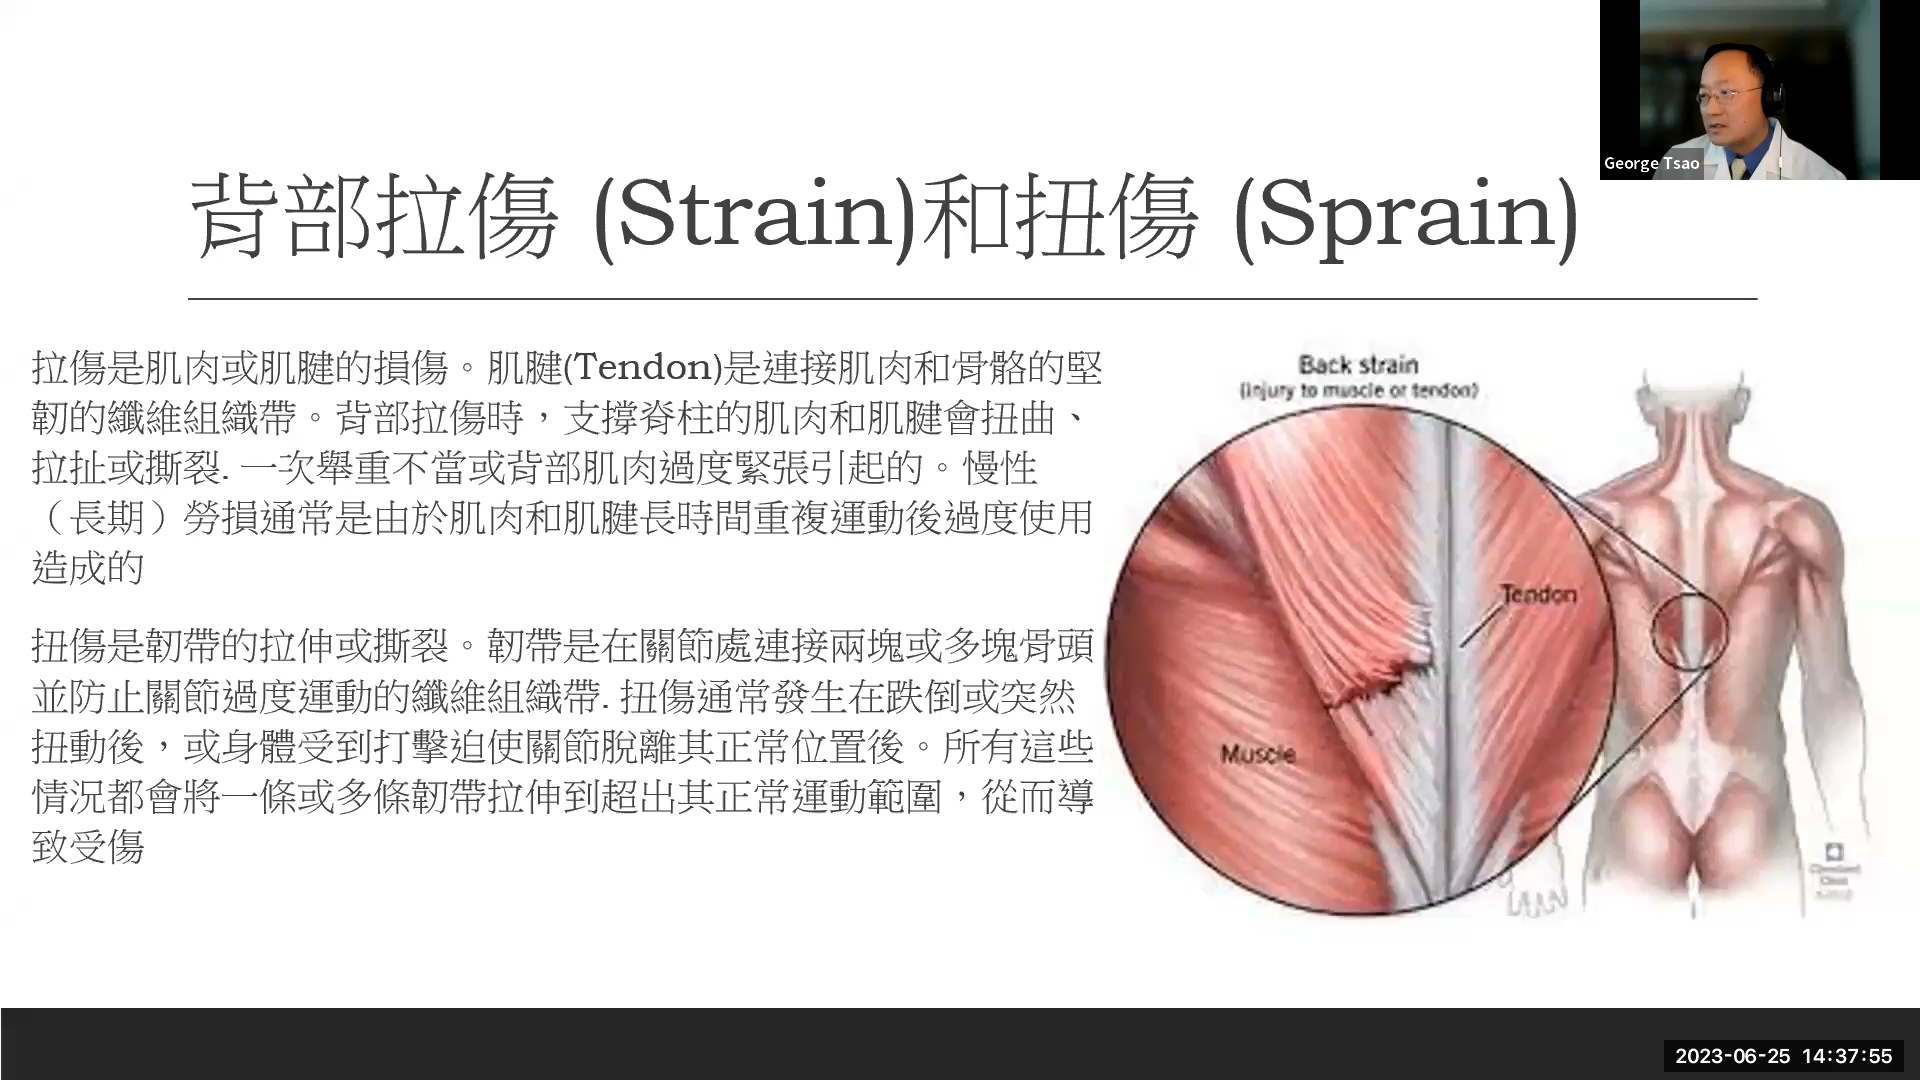 George Tsao
背部拉傷 (Strain)和扭傷 (Sprain)
拉傷是肌肉或肌腱的損傷。肌腱(Tendon)是連接肌肉和骨骼的堅
韌的纖維組織帶。背部拉傷時，支撐脊柱的肌肉和肌腱會扭曲、
拉扯或撕裂. 一次舉重不當或背部肌肉過度緊張引起的。慢性
（長期）勞損通常是由於肌肉和肌腱長時間重複運動後過度使用
造成的
扭傷是韌帶的拉伸或撕裂。韌帶是在關節處連接兩塊或多塊骨頭
並防止關節過度運動的纖維組織帶. 扭傷通常發生在跌倒或突然
扭動後，或身體受到打擊迫使關節脫離其正常位置後。所有這些
情況都會將一條或多條韌帶拉伸到超出其正常運動範圍，從而導
致受傷
Back strain
(Injury to muscle or tendon)
Tendon
Muscle
2023-06-25 14:37:55